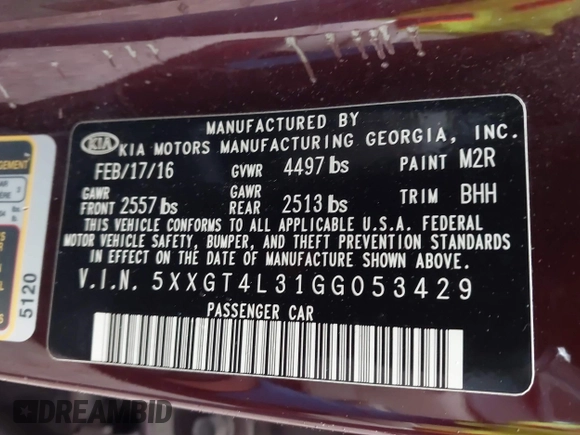 MANUFACTURED BY
KIA KIA MOTORS MANUFACTURING GEORGIA, INC.
FEB/17/16 GVWR 4497 lbs PAINT M2R
GAWR FRONT 2557 lbs GAWR REAR 2513 lbs TRIM BHH
THIS VEHICLE CONFORMS TO ALL APPLICABLE U.S.A. FEDERAL
MOTOR VEHICLE SAFETY, BUMPER, AND THEFT PREVENTION STANDARDS
IN EFFECT ON THE DATE OF MANUFACTURE SHOWN ABOVE.
V.I.N. 5XXGT4L31GG053429
PASSENGER CAR
5120
DREAMBID